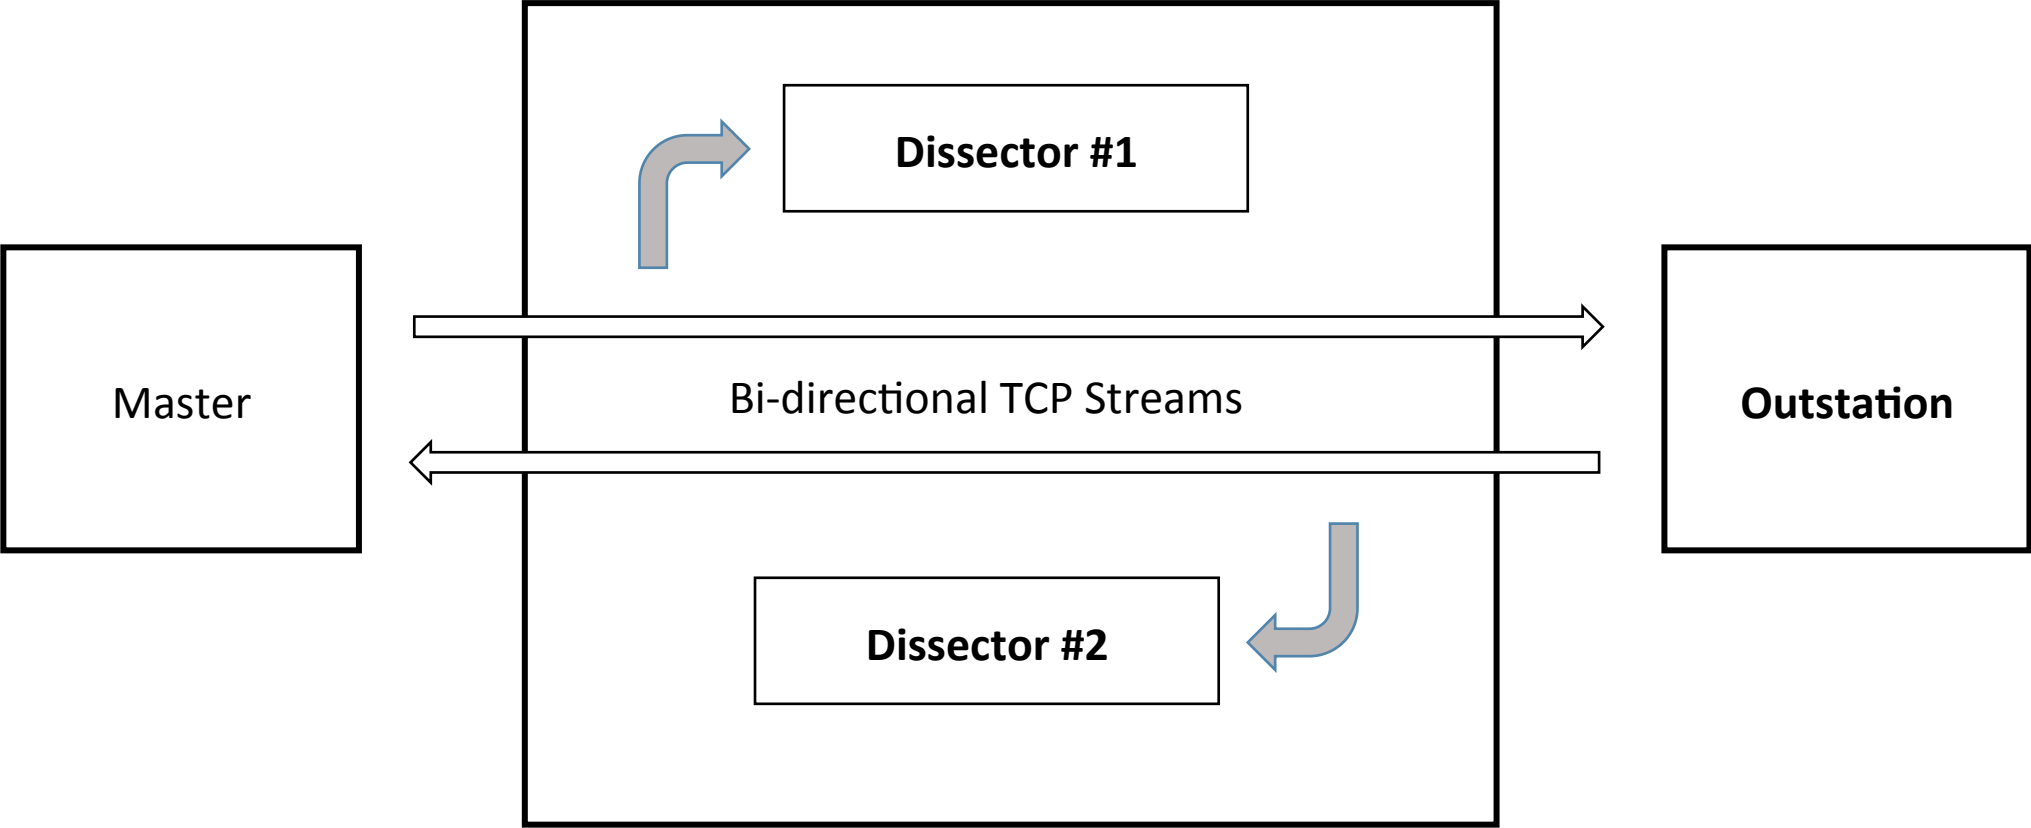 Dissector #1
Master
Bi-directional TCP Streams
Outstation
Dissector #2